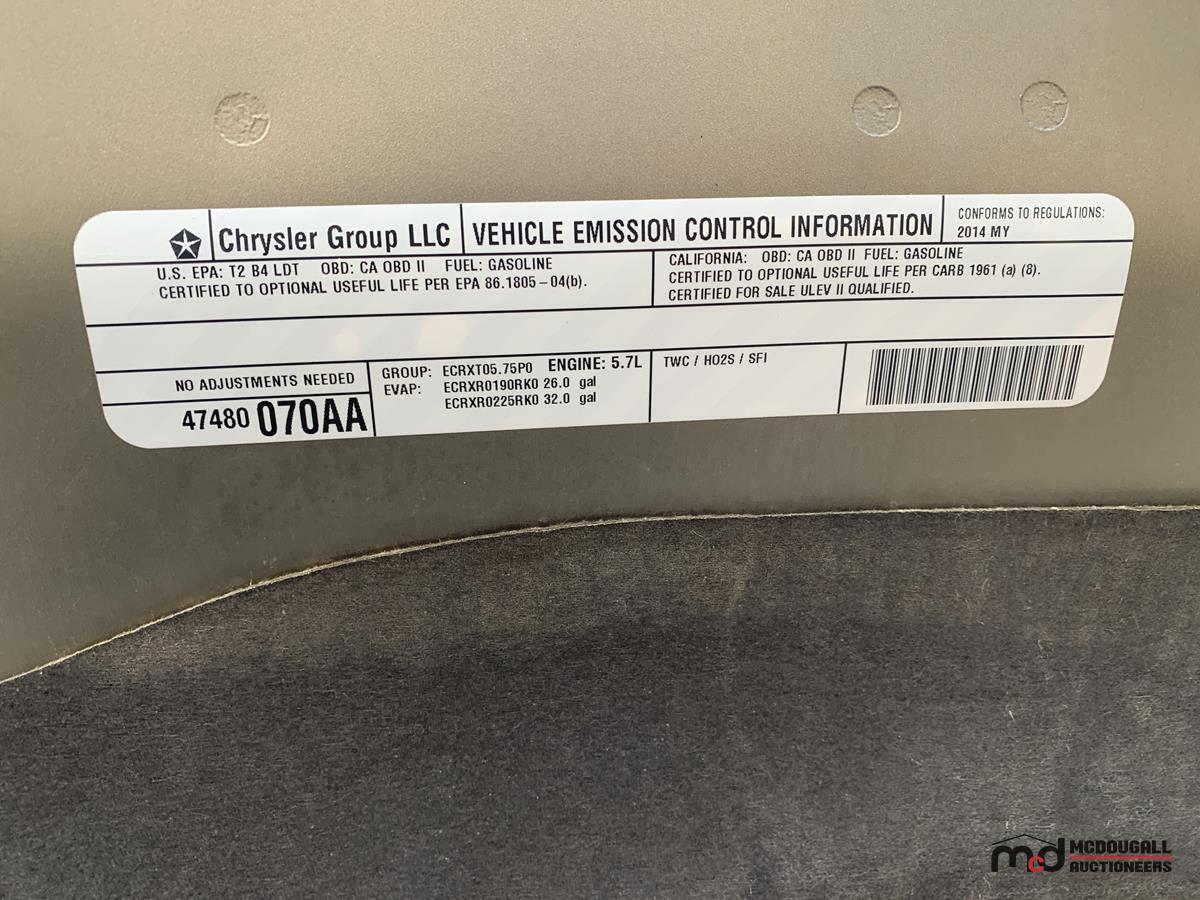 Chrysler Group LLC
VEHICLE EMISSION CONTROL INFORMATION
CONFORMS TO REGULATIONS:
2014 MY
U.S. EPA: T2 B4 LDT OBD: CA OBD II FUEL: GASOLINE
CERTIFIED TO OPTIONAL USEFUL LIFE PER EPA 86.1805-04(b).
CALIFORNIA: OBD: CA OBD II FUEL: GASOLINE
CERTIFIED TO OPTIONAL USEFUL LIFE PER CARB 1961 (a) (8).
CERTIFIED FOR SALE ULEV II QUALIFIED.
NO ADJUSTMENTS NEEDED
47480 070AA
GROUP: ECRXT05.75P0 ENGINE: 5.7L
EVAP: ECRXR0190RK0 26.0 gal
ECRXR0225RK0 32.0 gal
TWC / HO2S / SFI
mcd MCDOUGALL
AUCTIONEERS